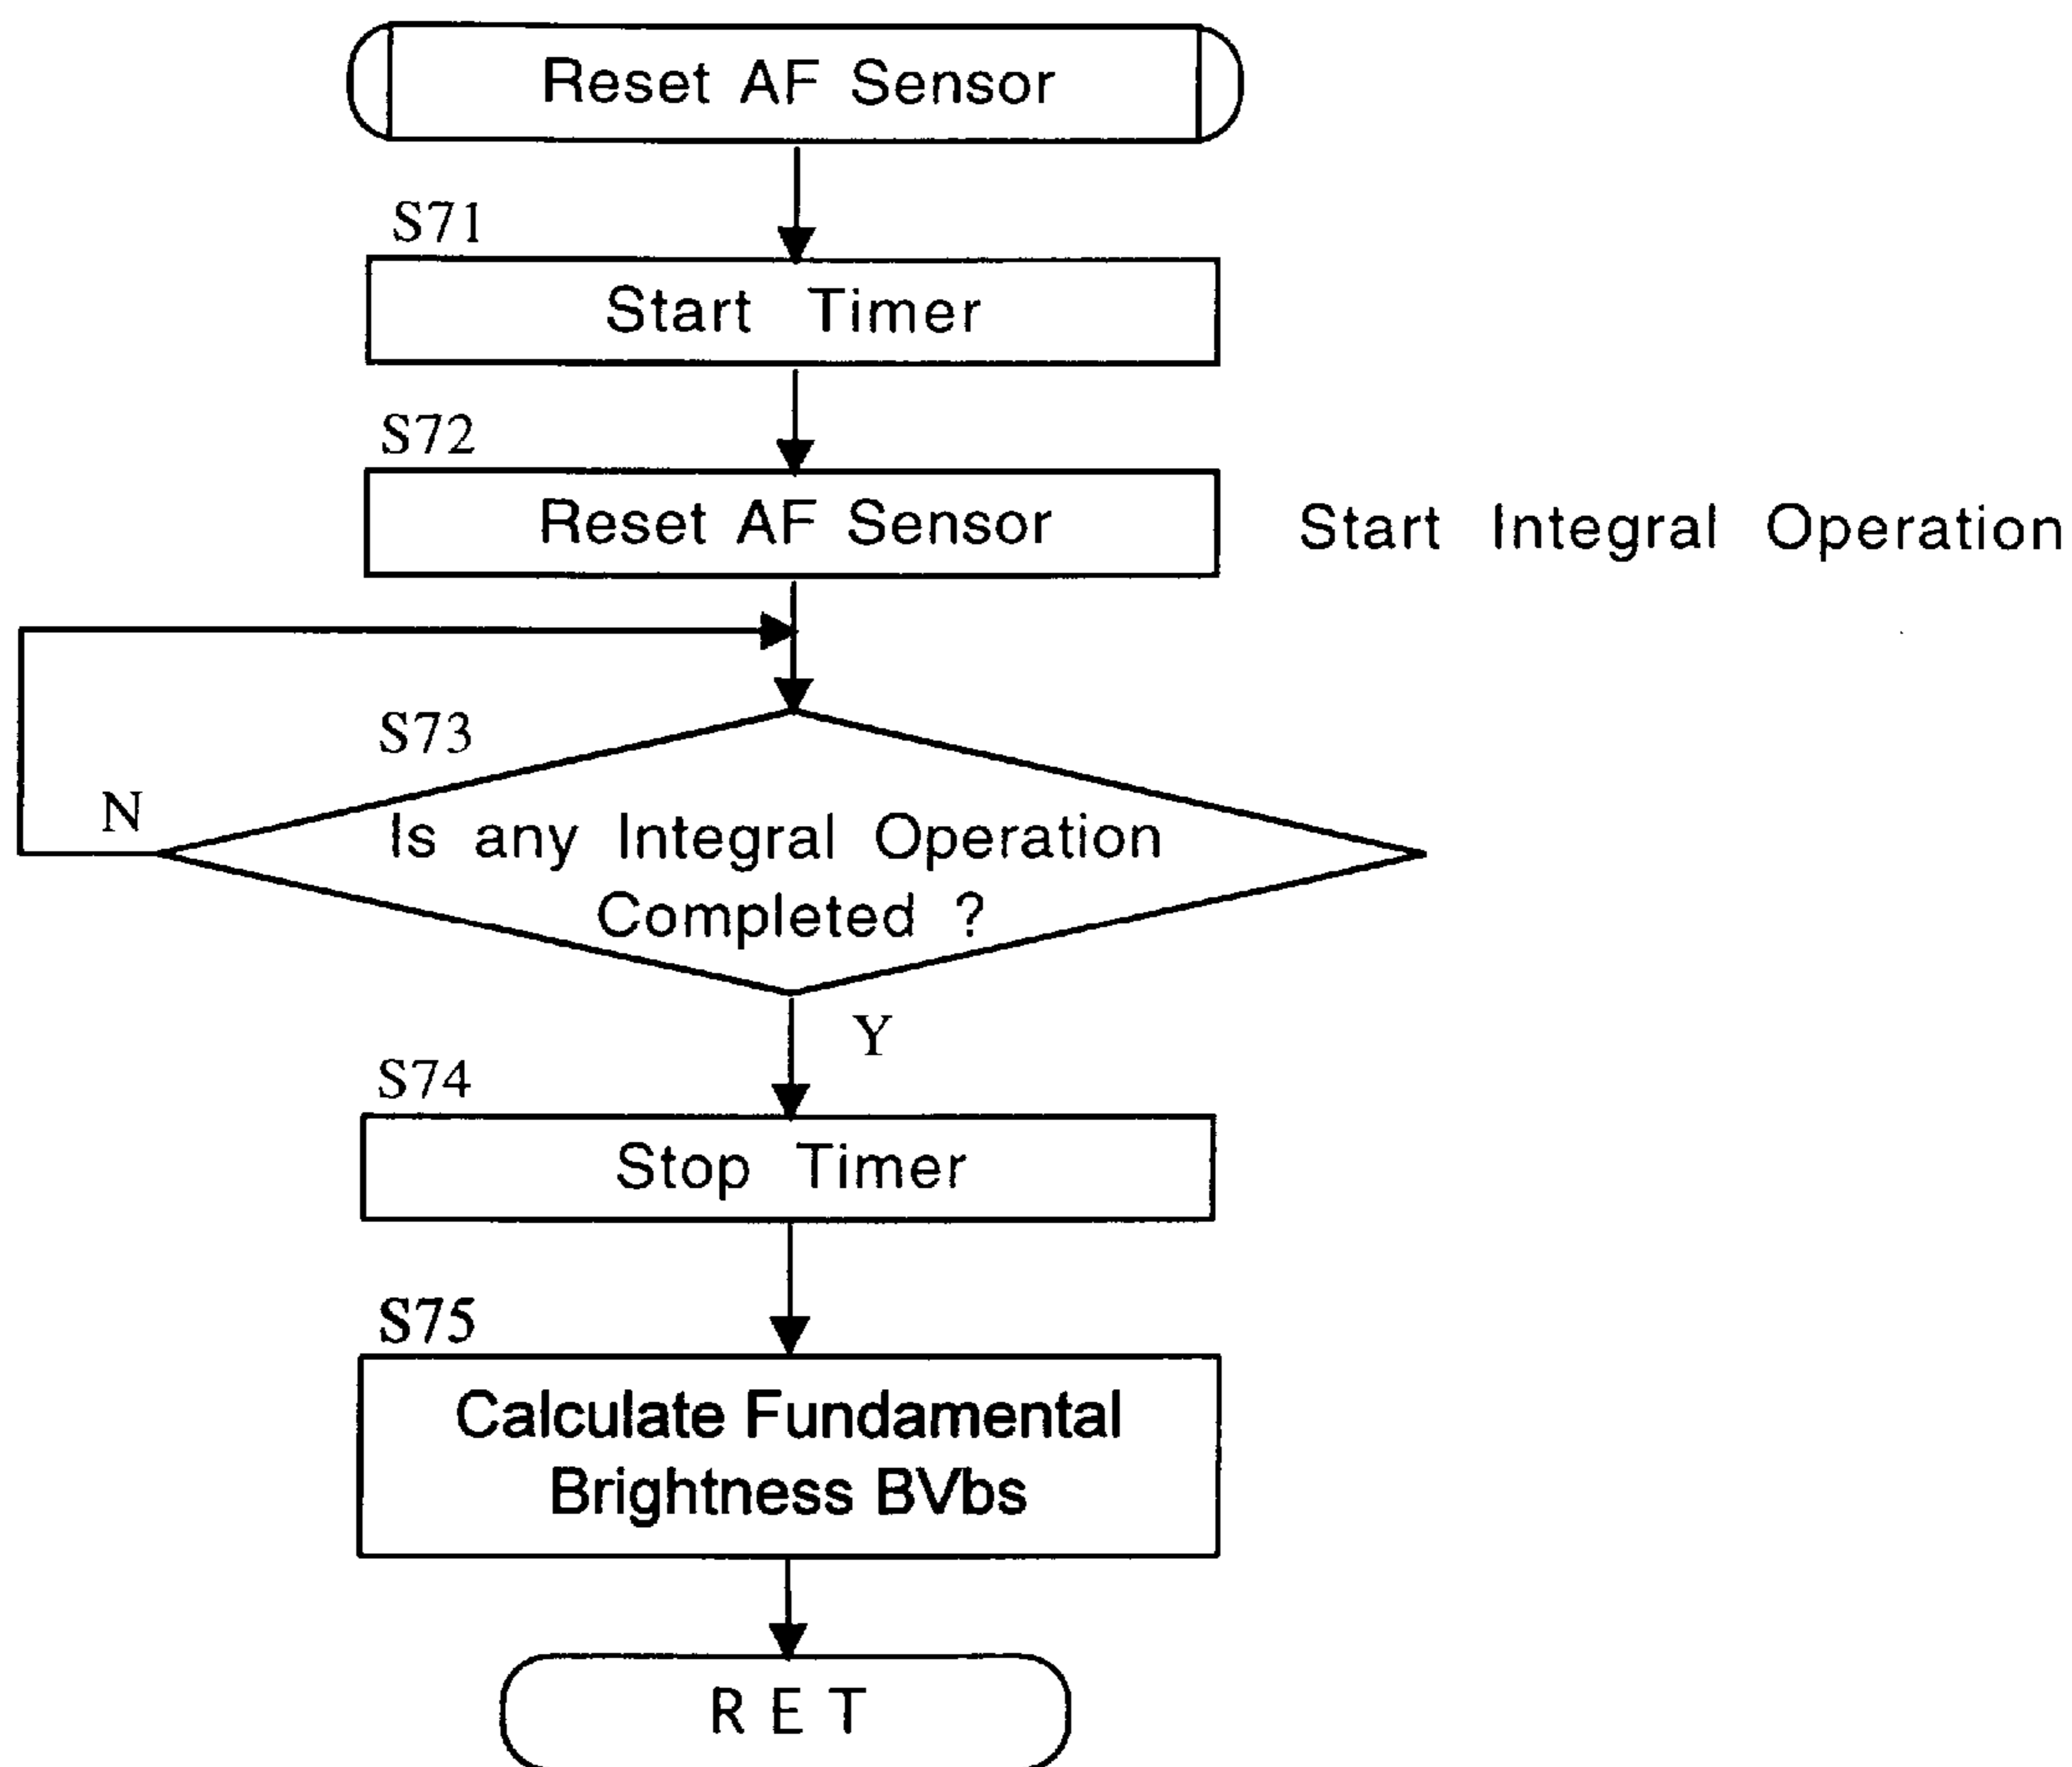 Reset AF Sensor
S71
Start Timer
S72
Reset AF Sensor
Start Integral Operation
S73
N
Is any Integral Operation
Completed ?
Y
S74
Stop Timer
S75
Calculate Fundamental
Brightness BVbs
RET